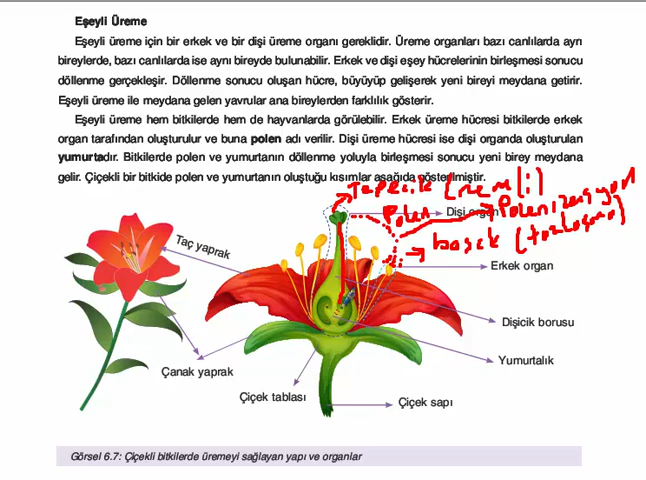 Eşeyli Üreme
Eşeyli üreme için bir erkek ve bir dişi üreme organı gereklidir. Üreme organları bazı canlılarda ayrı
bireylerde, bazı canlılarda ise aynı bireyde bulunabilir. Erkek ve dişi eşey hücrelerinin birleşmesi sonucu
döllenme gerçekleşir. Döllenme sonucu oluşan hücre, büyüyüp gelişerek yeni bireyi meydana getirir.
Eşeyli üreme ile meydana gelen yavrular ana bireylerden farklılık gösterir.
Eşeyli üreme hem bitkilerde hem de hayvanlarda görülebilir. Erkek üreme hücresi bitkilerde erkek
organ tarafından oluşturulur ve buna polen adı verilir. Dişi üreme hücresi ise dişi organda oluşturulan
yumurtadır. Bitkilerde polen ve yumurtanın döllenme yoluyla birleşmesi sonucu yeni birey meydana
gelir. Çiçekli bir bitkide polen ve yumurtanın oluştuğu kısımlar aşağıda gösterilmiştir.
Tepecik (nemli)
Polen
Dişi organ
Polenizasyon
(tozlaşma)
Taç yaprak
Erkek organ
Dişicik borusu
Yumurtalık
Çanak yaprak
Çiçek tablası
Çiçek sapı
Görsel 6.7: Çiçekli bitkilerde üremeyi sağlayan yapı ve organlar